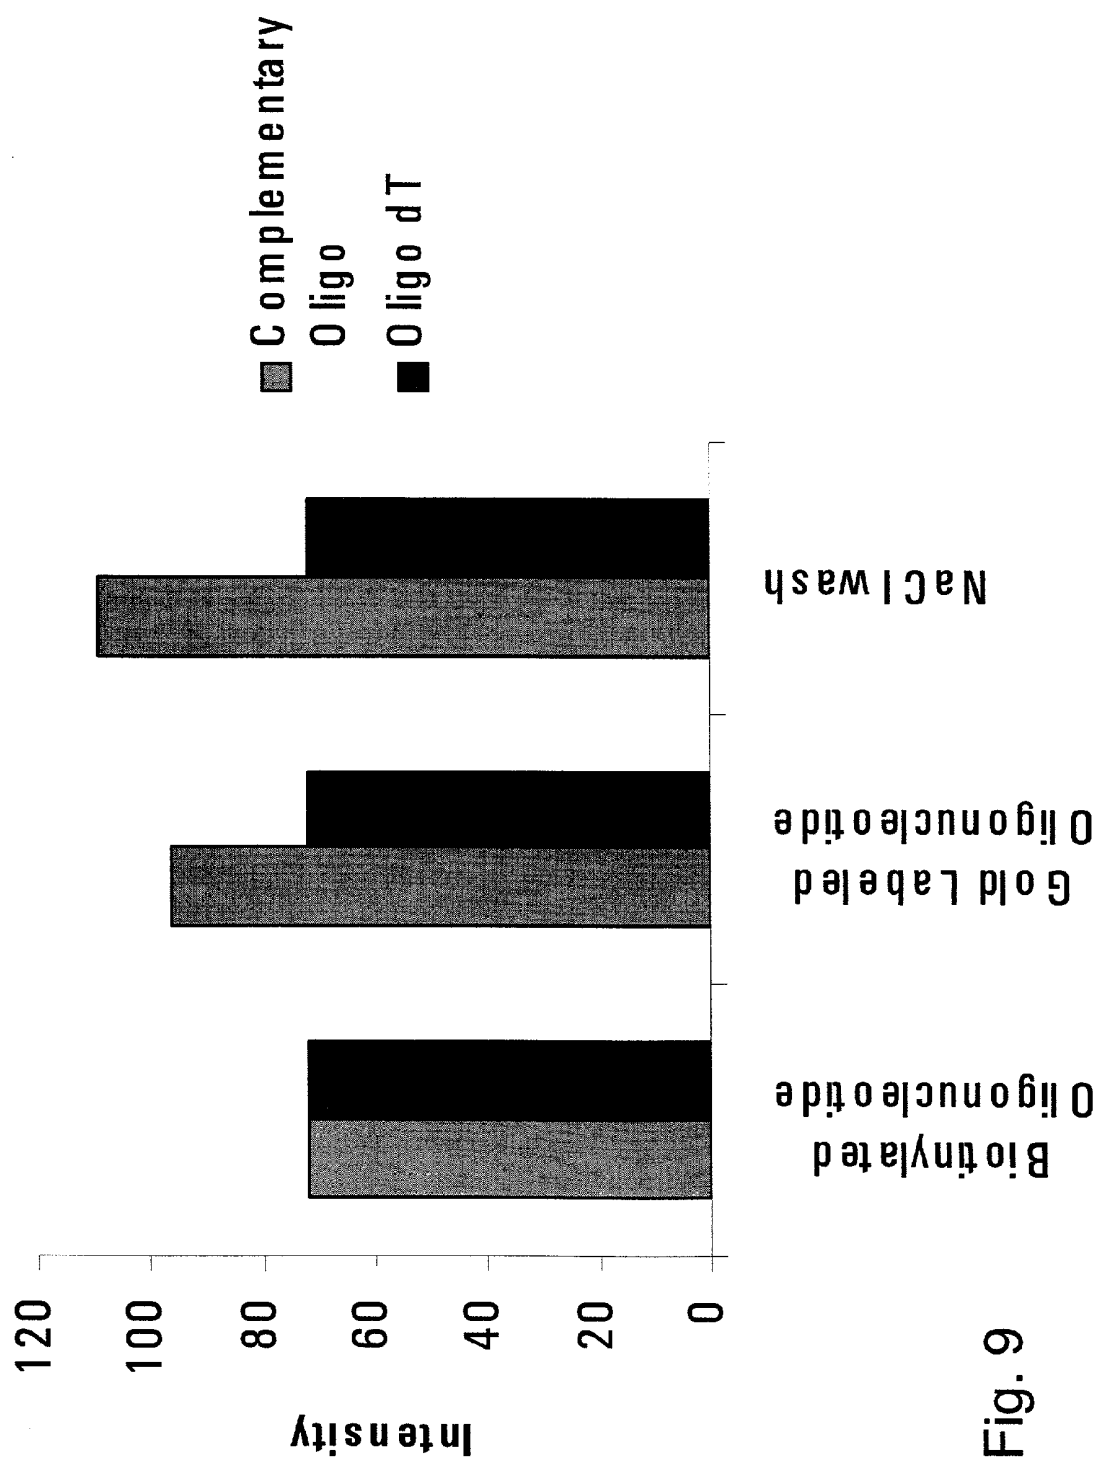 Complementary
Oligo
Oligo dT
120
100
80
60
40
20
0
Intensity
Biotinylated
Oligonucleotide
Gold Labeled
Oligonucleotide
NaCl wash
Fig. 9